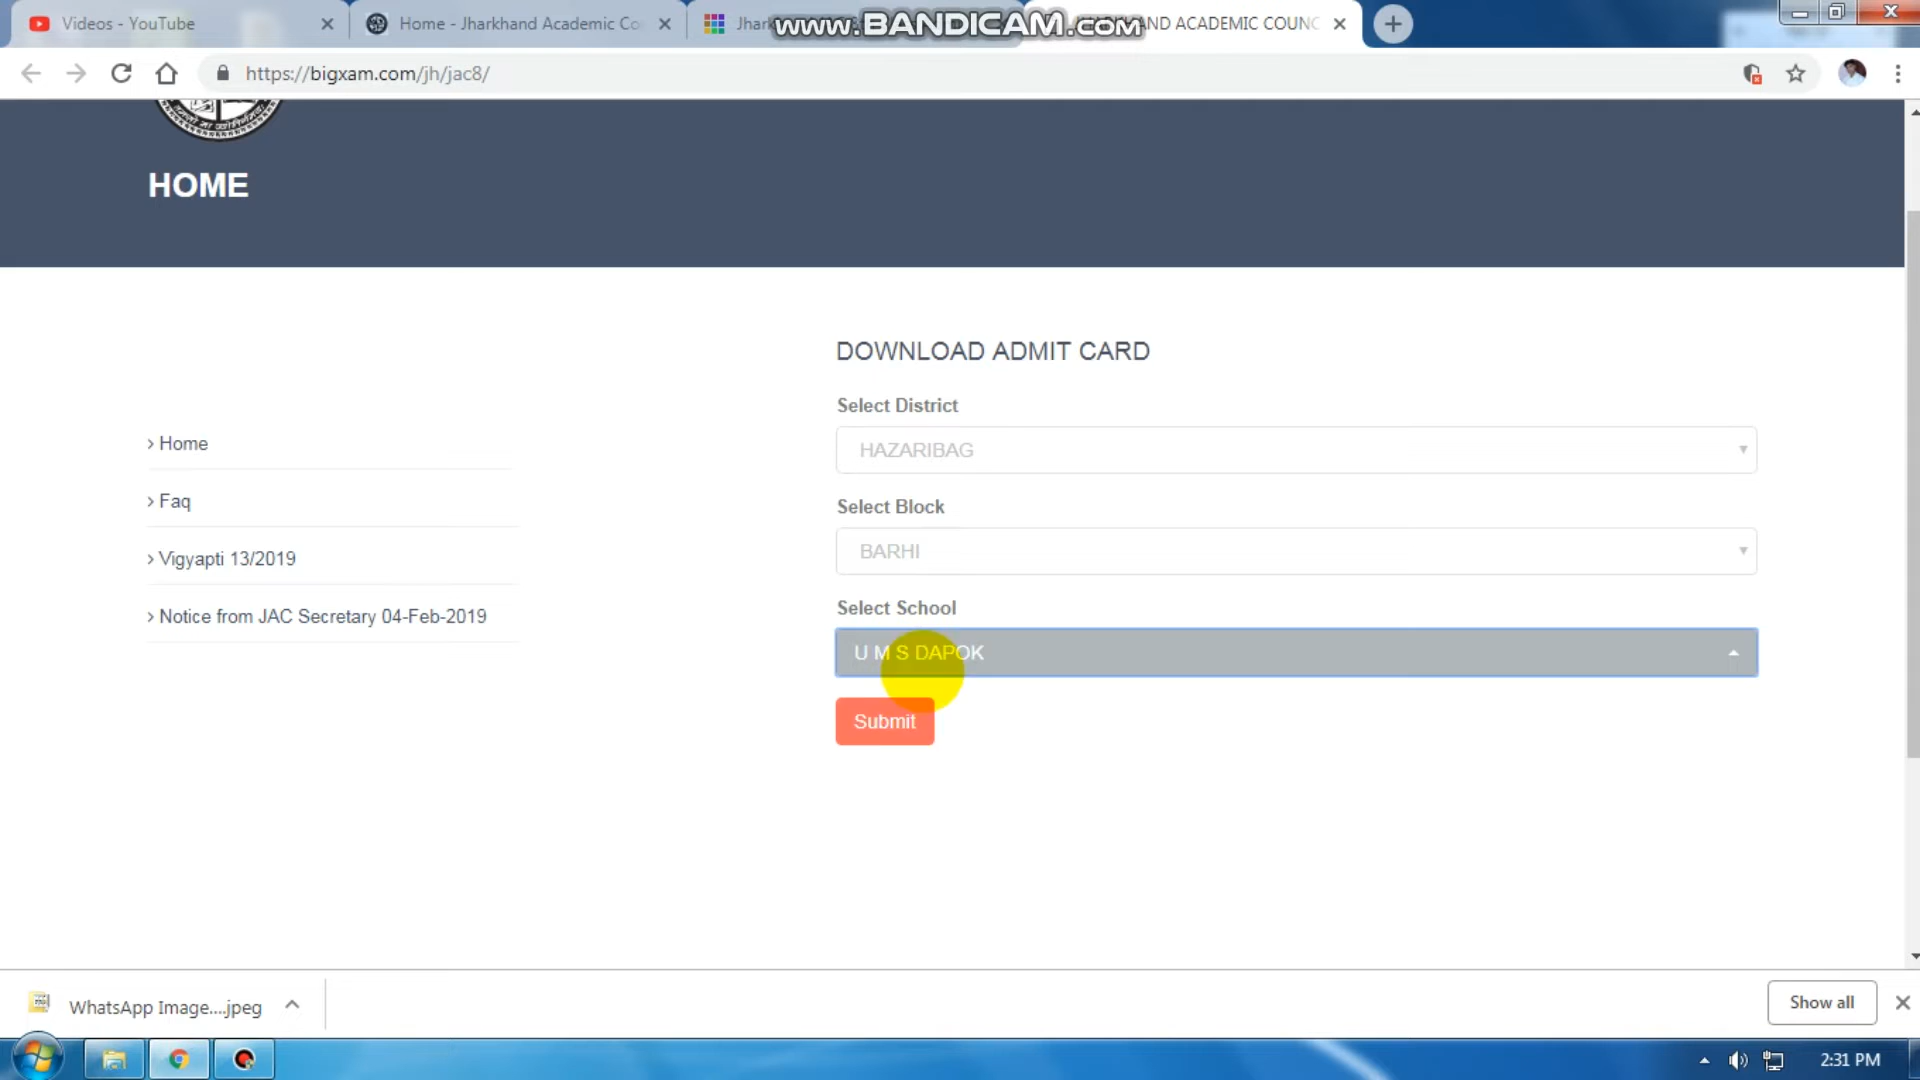 Videos - YouTube
Home - Jharkhand Academic Co
Jhar
www.BANDICAM.com
AND ACADEMIC COUNC
https://bigxam.com/jh/jac8/
HOME
Home
Faq
Vigyapti 13/2019
Notice from JAC Secretary 04-Feb-2019
DOWNLOAD ADMIT CARD
Select District
HAZARIBAG
Select Block
BARHI
Select School
U M S DAPOK
Submit
WhatsApp Image....jpeg
Show all
2:31 PM